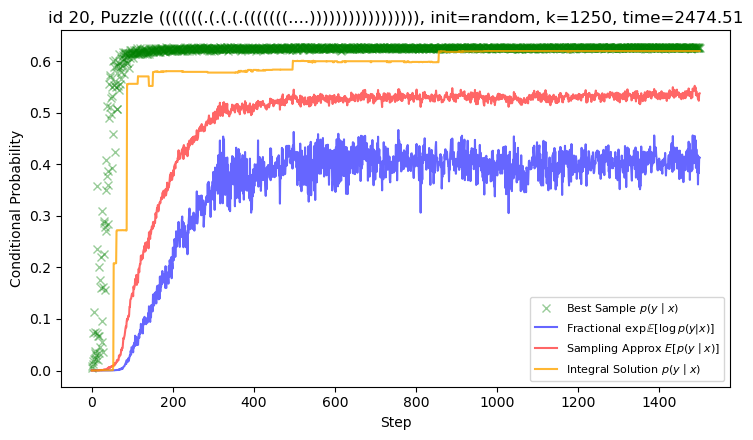 id 20, Puzzle (((((((.(.(.(.(((((((....))))))))))))))))), init=random, k=1250, time=2474.51
Conditional Probability
0.6
0.5
0.4
0.3
0.2
0.1
0.0
Best Sample p(y | x)
Fractional exp𝔼[log p(y|x)]
Sampling Approx E[p(y | x)]
Integral Solution p(y | x)
0 200 400 600 800 1000 1200 1400
Step